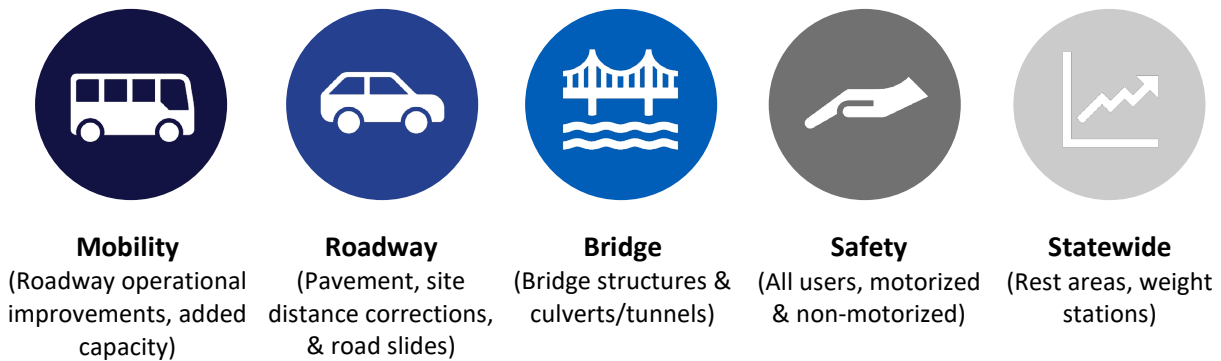 Mobility
(Roadway operational
improvements, added
capacity)
Roadway
(Pavement, site
distance corrections,
& road slides)
Bridge
(Bridge structures &
culverts/tunnels)
Safety
(All users, motorized
& non-motorized)
Statewide
(Rest areas, weight
stations)